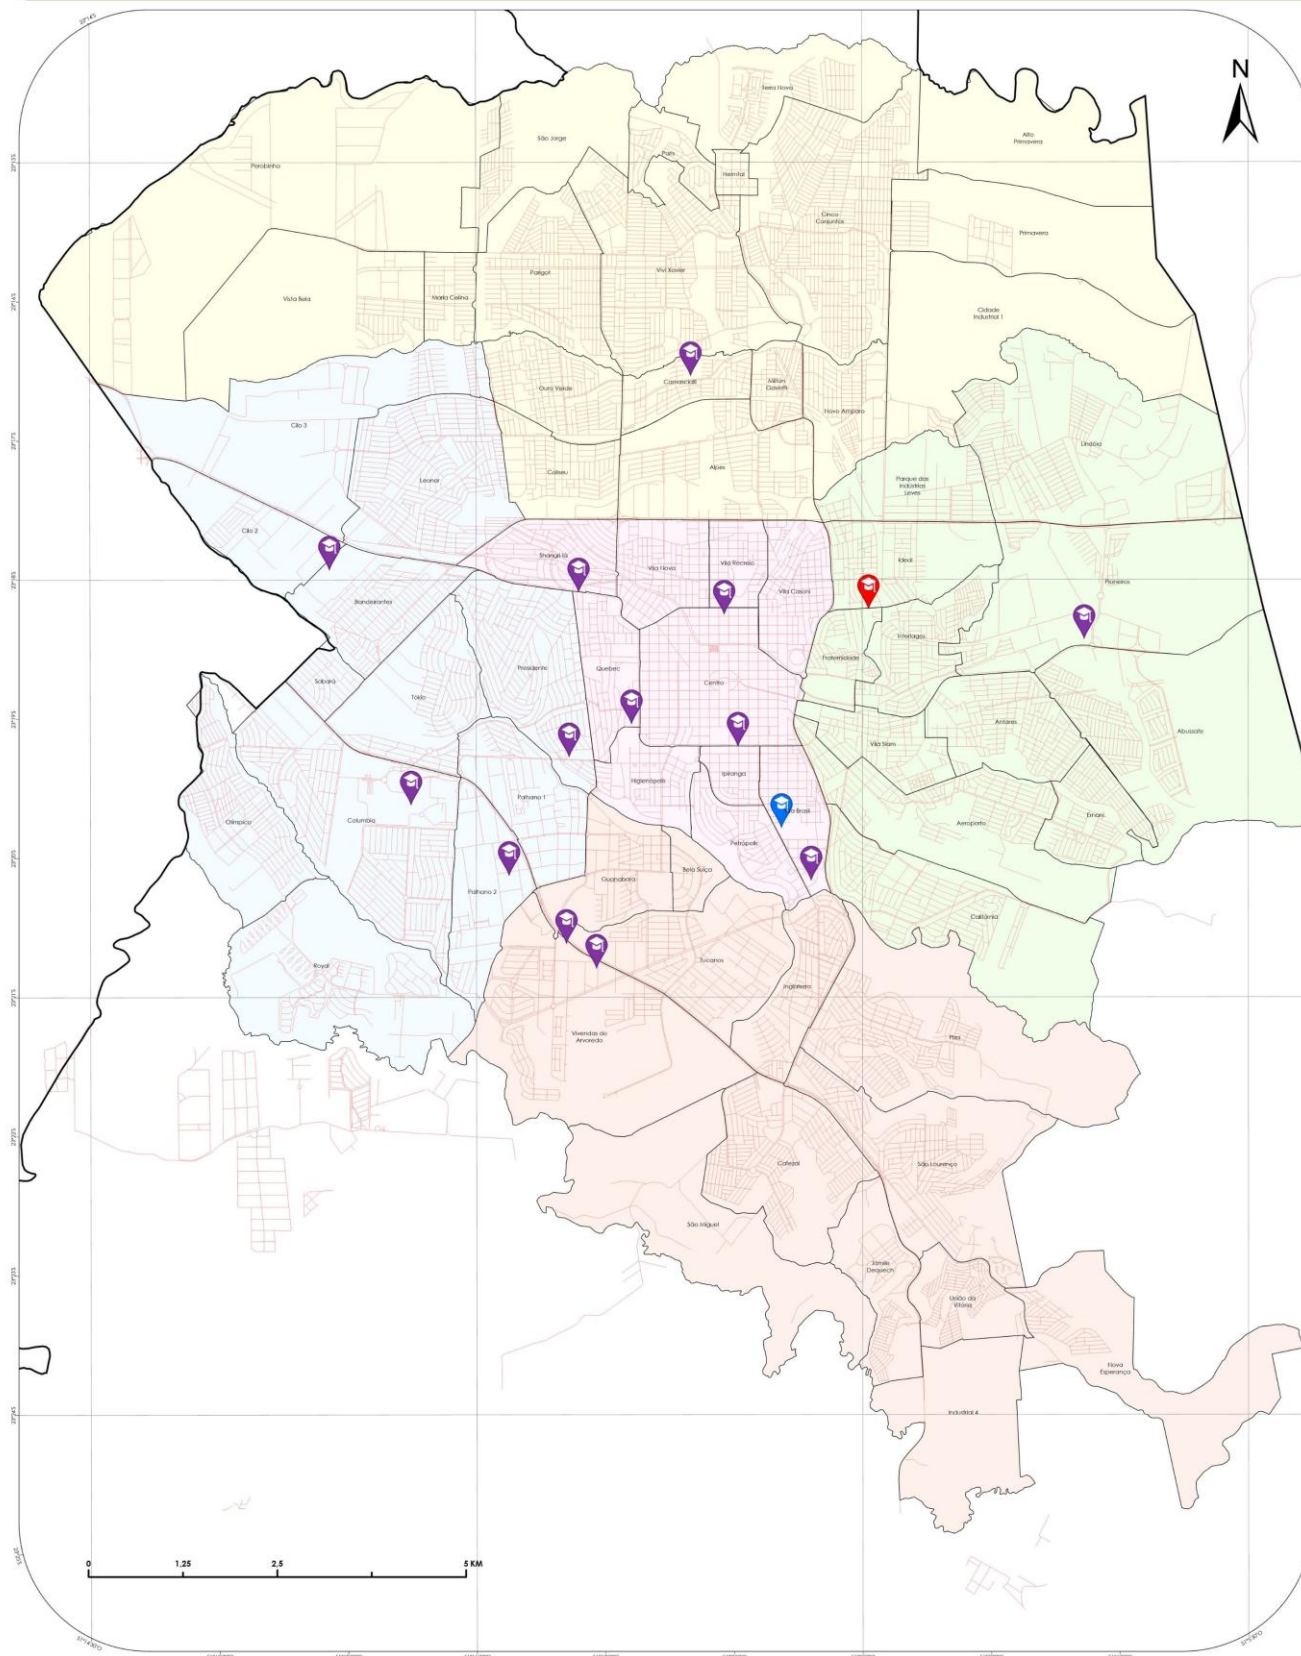 N
Terra Nova
Alto
Primavera
São Jorge
Paris
Perobinha
Heimtal
Cinco
Conjuntos
Primavera
Parigot
Vivi Xavier
Vista Bela
Maria Celina
Cidade
Industrial 1
Ouro Verde
Milton
Gavetti
Novo Amparo
Cilo 3
Lindóia
Coliseu
Alpes
Leonor
Parque das
Indústrias
Leves
Cilo 2
Shangri-lá
Ideal
Vila Nova
Vila Recreio
Vila Casoni
Pioneiros
Bandeirantes
Interlagos
Fraternidade
Presidente
Quebec
Centro
Sabará
Tókio
Antares
Abussafe
Vila Siam
Higienópolis
Ipiranga
Palhano 1
Brasil
Ernani
Olímpico
Columbia
Aeroporto
Petrópolis
Bela Suíça
Guanabara
Palhano 2
Califórnia
Royal
Tucanos
Inglaterra
Vivendas do
Arvoredo
Piza
Cafezal
São Lourenço
São Miguel
Jamile
Dequech
União da
Vitória
Nova
Esperança
Industrial 4
0 1,25 2,5 5 KM